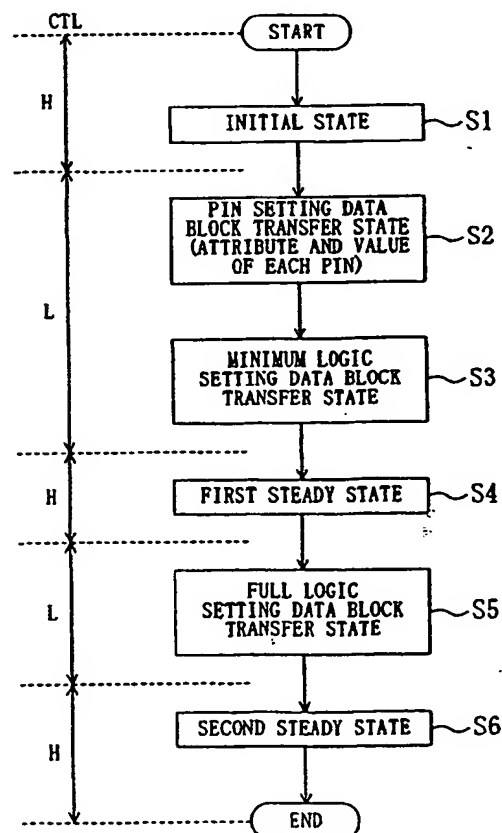 CTL
START
H
INITIAL STATE
S1
PIN SETTING DATA
BLOCK TRANSFER STATE
(ATTRIBUTE AND VALUE
OF EACH PIN)
S2
L
MINIMUM LOGIC
SETTING DATA BLOCK
TRANSFER STATE
S3
H
FIRST STEADY STATE
S4
L
FULL LOGIC
SETTING DATA BLOCK
TRANSFER STATE
S5
H
SECOND STEADY STATE
S6
END